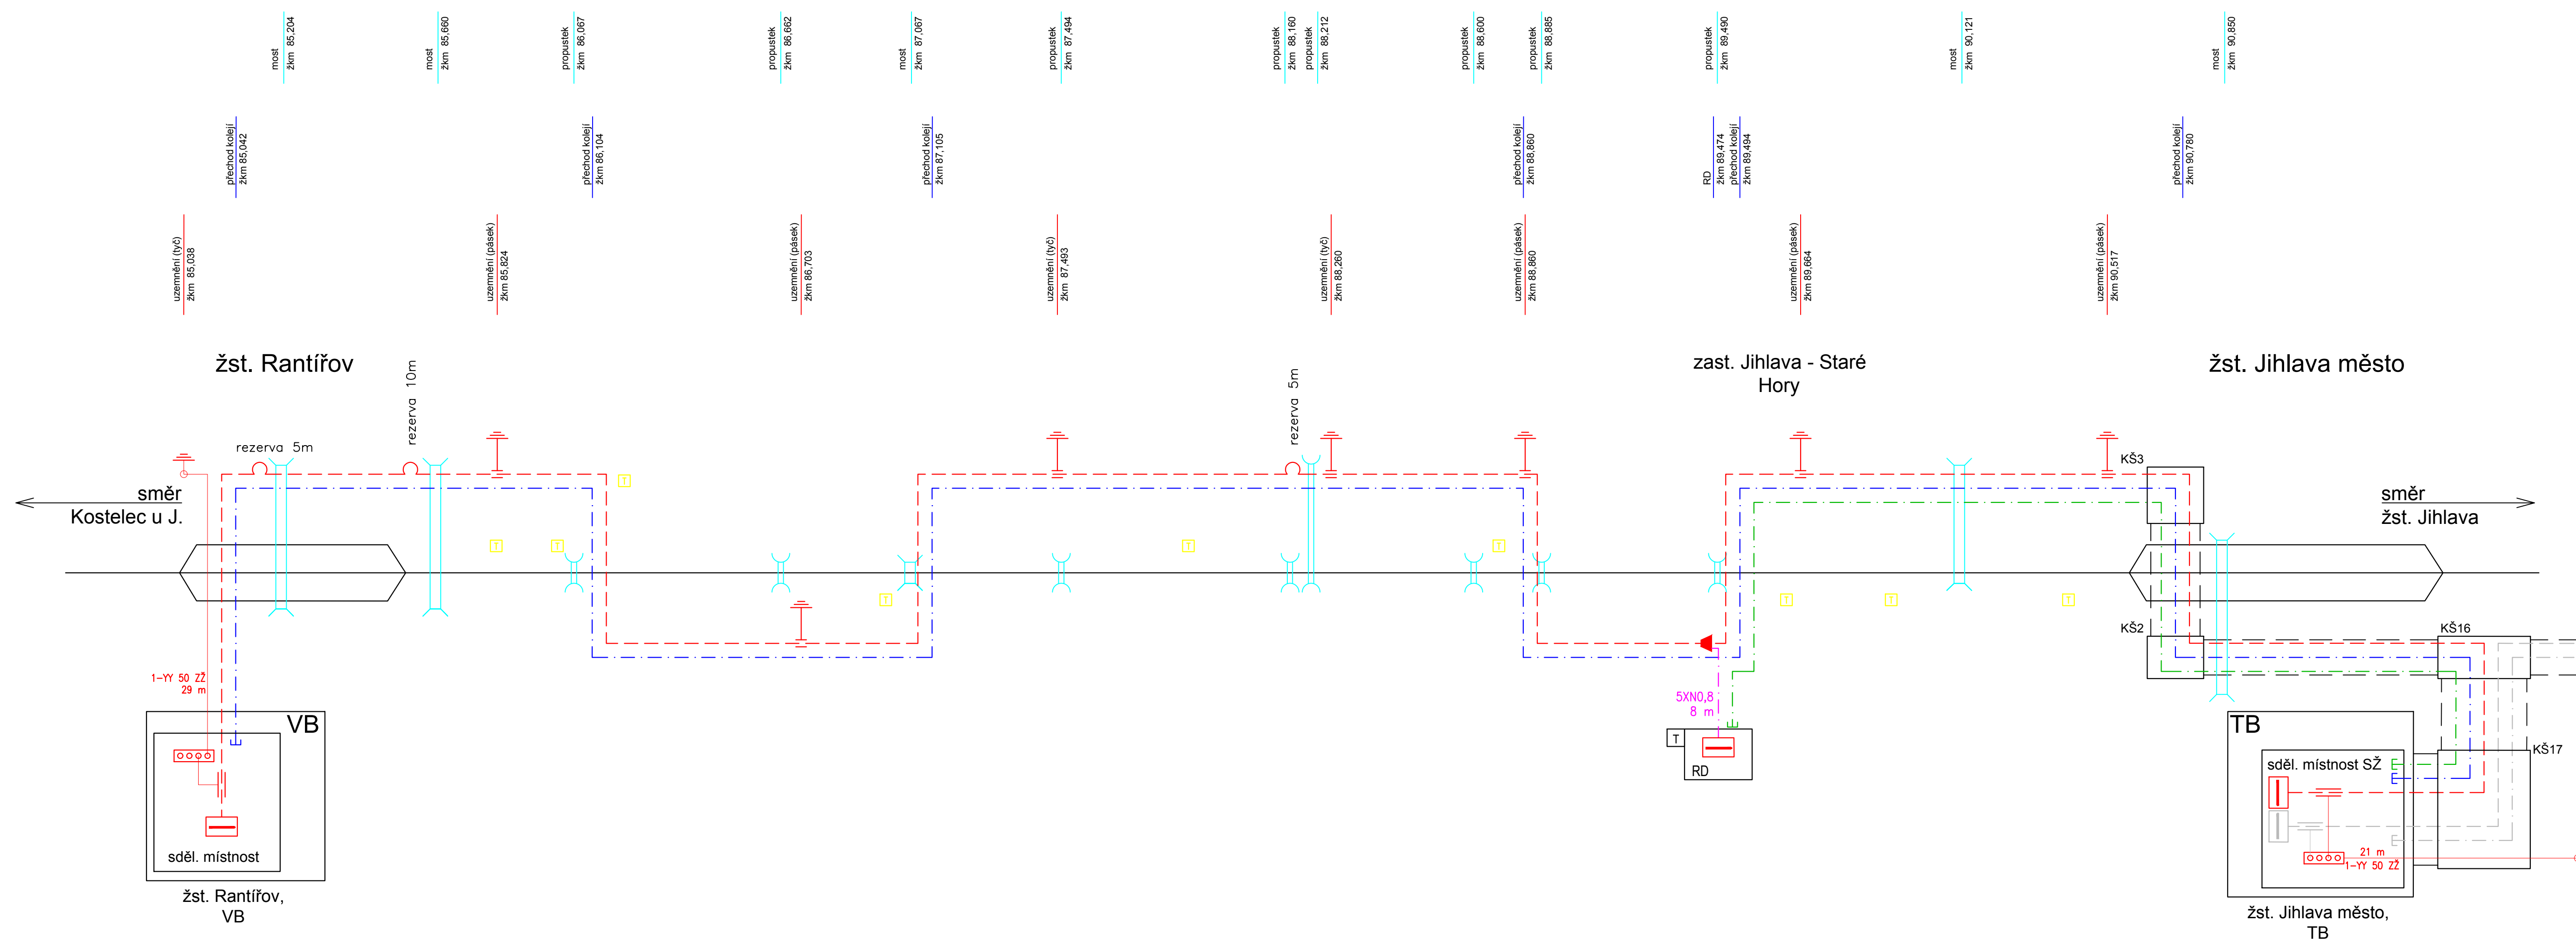 most
žkm 85,204
most
žkm 85,660
propustek
žkm 86,067
propustek
žkm 86,662
most
žkm 87,067
propustek
žkm 87,494
propustek
žkm 88,160
propustek
žkm 88,212
propustek
žkm 88,600
propustek
žkm 88,885
propustek
žkm 89,490
most
žkm 90,121
most
žkm 90,850
přechod kolejí
žkm 85,042
přechod kolejí
žkm 86,104
přechod kolejí
žkm 87,105
přechod kolejí
žkm 88,860
RD
žkm 89,474
přechod kolejí
žkm 89,494
přechod kolejí
žkm 90,780
uzemnění (tyč)
žkm 85,038
uzemnění (pásek)
žkm 85,824
uzemnění (pásek)
žkm 86,703
uzemnění (tyč)
žkm 87,493
uzemnění (tyč)
žkm 88,260
uzemnění (pásek)
žkm 88,860
uzemnění (pásek)
žkm 89,664
uzemnění (pásek)
žkm 90,517
žst. Rantířov
zast. Jihlava - Staré
Hory
žst. Jihlava město
rezerva 5m
rezerva 10m
rezerva 5m
směr
Kostelec u J.
směr
žst. Jihlava
T
T
T
T
T
T
T
T
T
KŠ3
KŠ2
KŠ16
KŠ17
1-YY 50 ZŽ
29 m
VB
sděl. místnost
žst. Rantířov,
VB
5XN0,8
8 m
T
RD
TB
sděl. místnost SŽ
21 m
1-YY 50 ZŽ
žst. Jihlava město,
TB